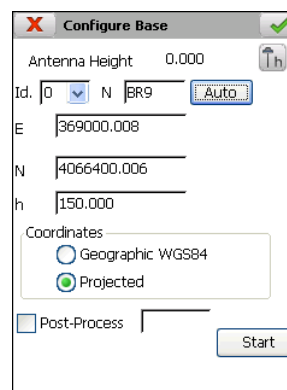 X Configure Base
Antenna Height 0.000 h
Id. 0 N BR9 Auto
E 369000.008
N 4066400.006
h 150.000
Coordinates
Geographic WGS84
Projected
Post-Process
Start